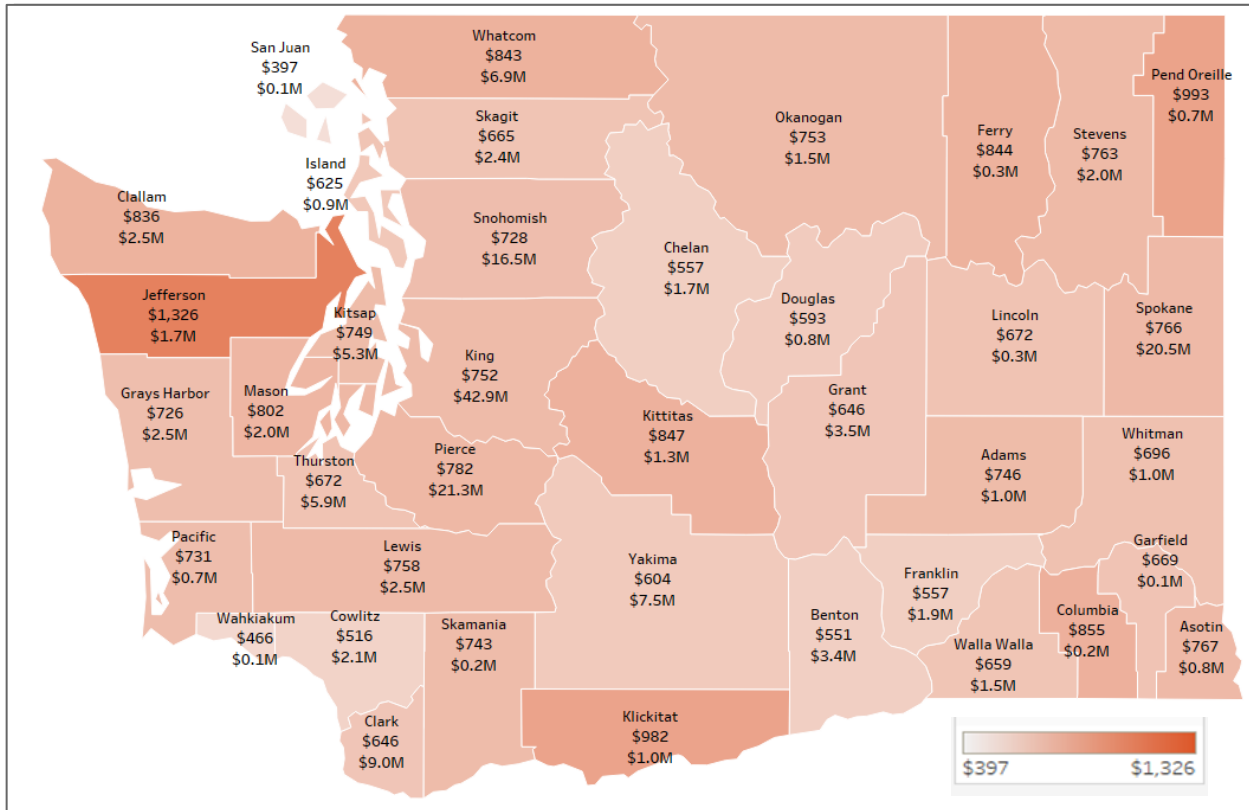 Whatcom
$843
$6.9M
San Juan
$397
$0.1M
Pend Oreille
$993
$0.7M
Skagit
$665
$2.4M
Okanogan
$753
$1.5M
Ferry
$844
$0.3M
Stevens
$763
$2.0M
Island
$625
$0.9M
Clallam
$836
$2.5M
Snohomish
$728
$16.5M
Chelan
$557
$1.7M
Douglas
$593
$0.8M
Jefferson
$1,326
$1.7M
Kitsap
$749
$5.3M
Lincoln
$672
$0.3M
Spokane
$766
$20.5M
King
$752
$42.9M
Grays Harbor
$726
$2.5M
Mason
$802
$2.0M
Grant
$646
$3.5M
Kittitas
$847
$1.3M
Whitman
$696
$1.0M
Thurston
$672
$5.9M
Pierce
$782
$21.3M
Adams
$746
$1.0M
Pacific
$731
$0.7M
Lewis
$758
$2.5M
Yakima
$604
$7.5M
Garfield
$669
$0.1M
Franklin
$557
$1.9M
Wahkiakum
$466
$0.1M
Cowlitz
$516
$2.1M
Skamania
$743
$0.2M
Benton
$551
$3.4M
Columbia
$855
$0.2M
Walla Walla
$659
$1.5M
Asotin
$767
$0.8M
Clark
$646
$9.0M
Klickitat
$982
$1.0M
$397 $1,326